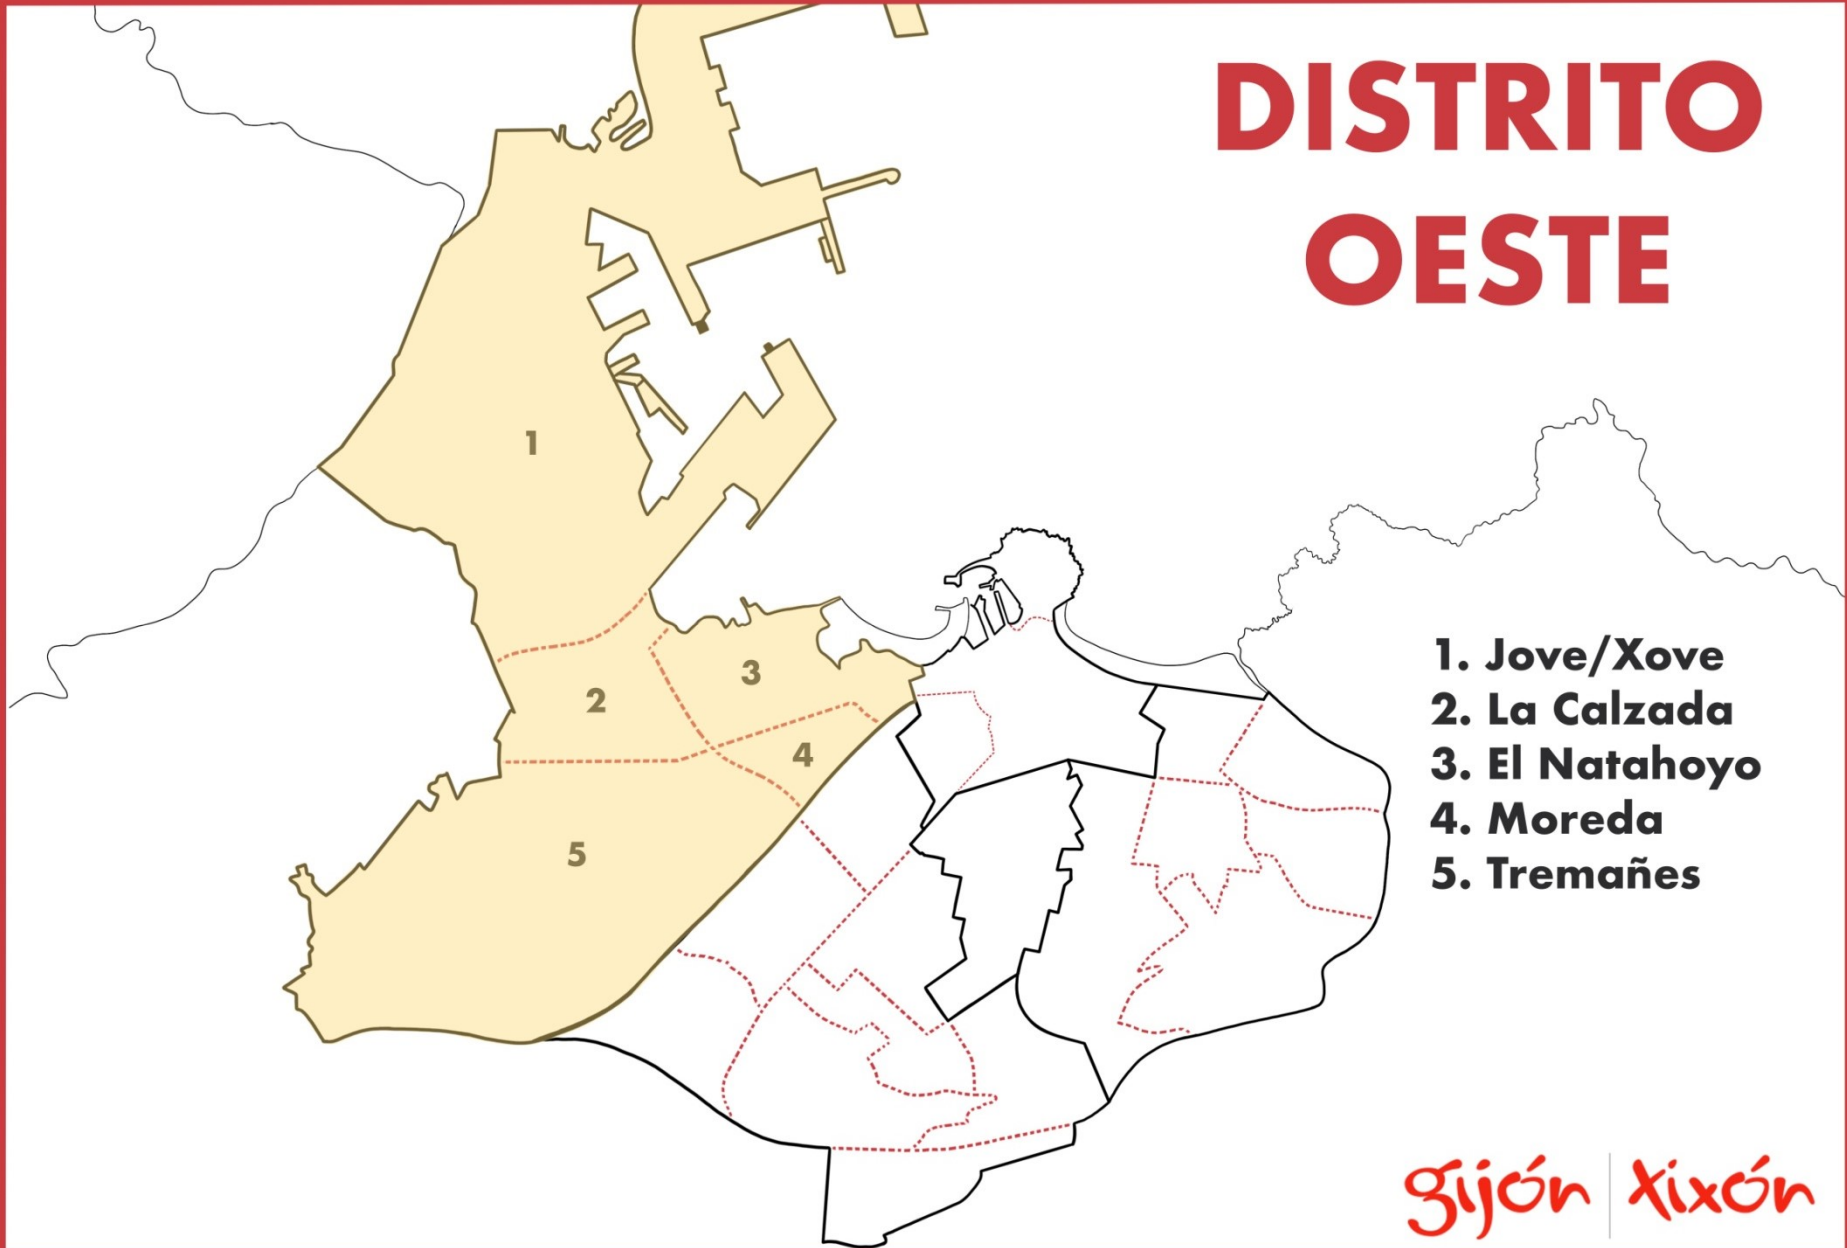 DISTRITO
OESTE
1
2
3
4
5
1. Jove/Xove
2. La Calzada
3. El Natahoyo
4. Moreda
5. Tremañes
gijón | xixón